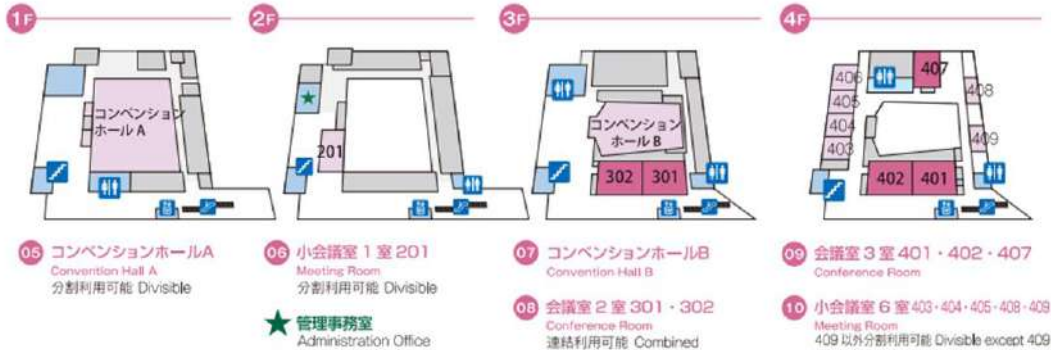 1F
2F
3F
4F
コンベンション
ホール A
201
コンベンション
ホール B
302
301
406
405
404
403
407
408
409
402
401
05 コンベンションホールA
Convention Hall A
分割利用可能 Divisible
06 小会議室 1 室 201
Meeting Room
分割利用可能 Divisible
★ 管理事務室
Administration Office
07 コンベンションホールB
Convention Hall B
08 会議室 2 室 301・302
Conference Room
連結利用可能 Combined
09 会議室 3 室 401・402・407
Conference Room
10 小会議室 6 室 403・404・405・408・409
Meeting Room
409 以外分割利用可能 Divisible except 409